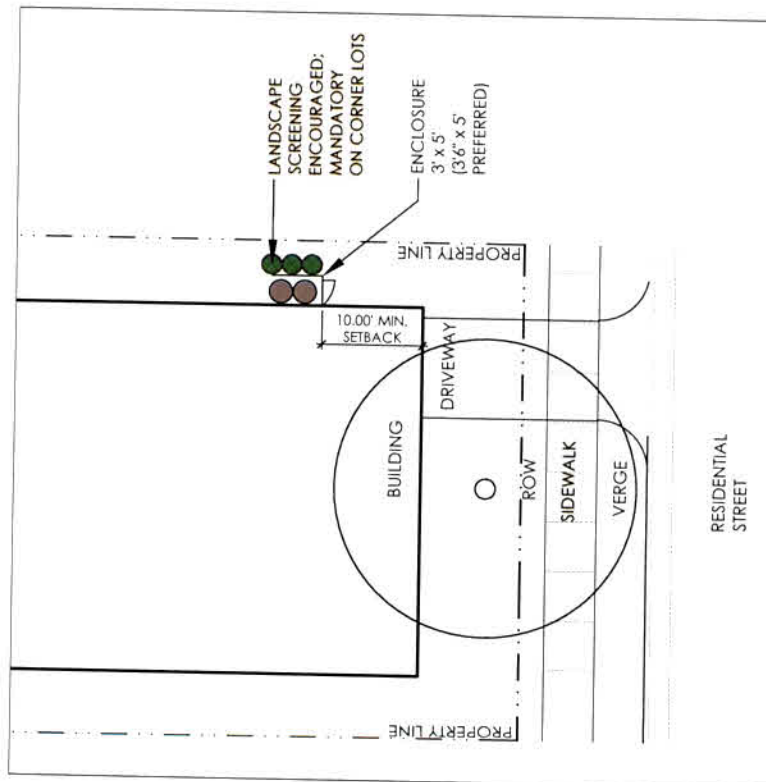 LANDSCAPE
SCREENING
ENCOURAGED;
MANDATORY
ON CORNER LOTS
ENCLOSURE
3' x 5'
(3'6" x 5'
PREFERRED)
PROPERTY LINE
10.00' MIN.
SETBACK
DRIVEWAY
BUILDING
ROW
SIDEWALK
VERGE
RESIDENTIAL
STREET
PROPERTY LINE